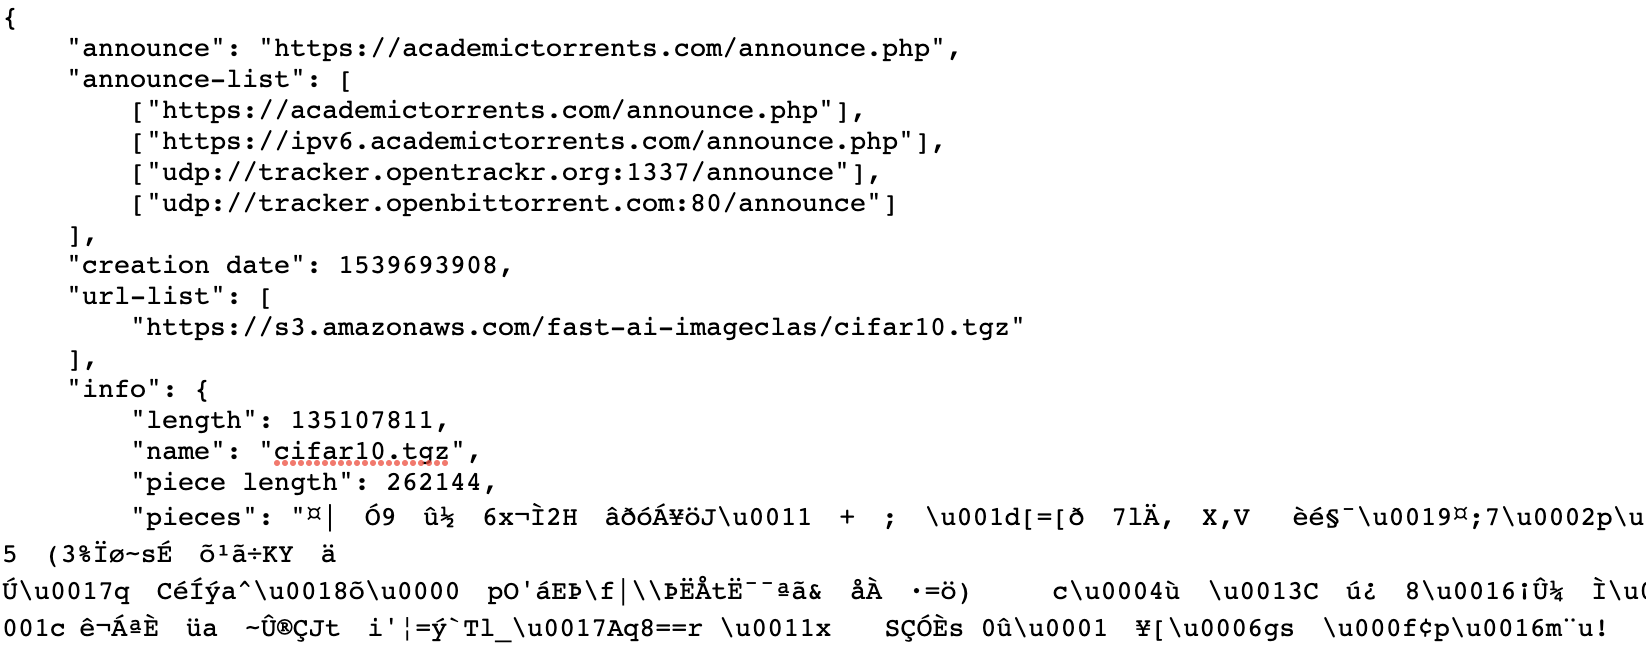 {
"announce": "https://academictorrents.com/announce.php",
"announce-list": [
["https://academictorrents.com/announce.php"],
["https://ipv6.academictorrents.com/announce.php"],
["udp://tracker.opentrackr.org:1337/announce"],
["udp://tracker.openbittorrent.com:80/announce"]
],
"creation date": 1539693908,
"url-list": [
"https://s3.amazonaws.com/fast-ai-imageclas/cifar10.tgz"
],
"info": {
"length": 135107811,
"name": "cifar10.tgz",
"piece length": 262144,
"pieces": "¤| Ó9 û½ 6x¬Ì2H âðóÁ¥öJ\u0011 + ; \u001d[=[ð 7lÄ, X,V èé§¯\u0019¤;7\u0002p\u
5 (3%Ïø~sÉ õ¹ã÷KY ä
Ú\u0017q CéÍýa^\u0018õ\u0000 pO'áEÞ\f|\\ÞËÅtË¯¯ªã& åÀ ·=ö) c\u0004ù \u0013C ú¿ 8\u0016¡Û¼ Ì\u0
001c ê¬ÁªÈ üa ~Û®ÇJt i'¦=ý`Tl_\u0017Aq8==r \u0011x SÇÓÈs 0û\u0001 ¥[\u0006gs \u000f¢p\u0016m¨u!